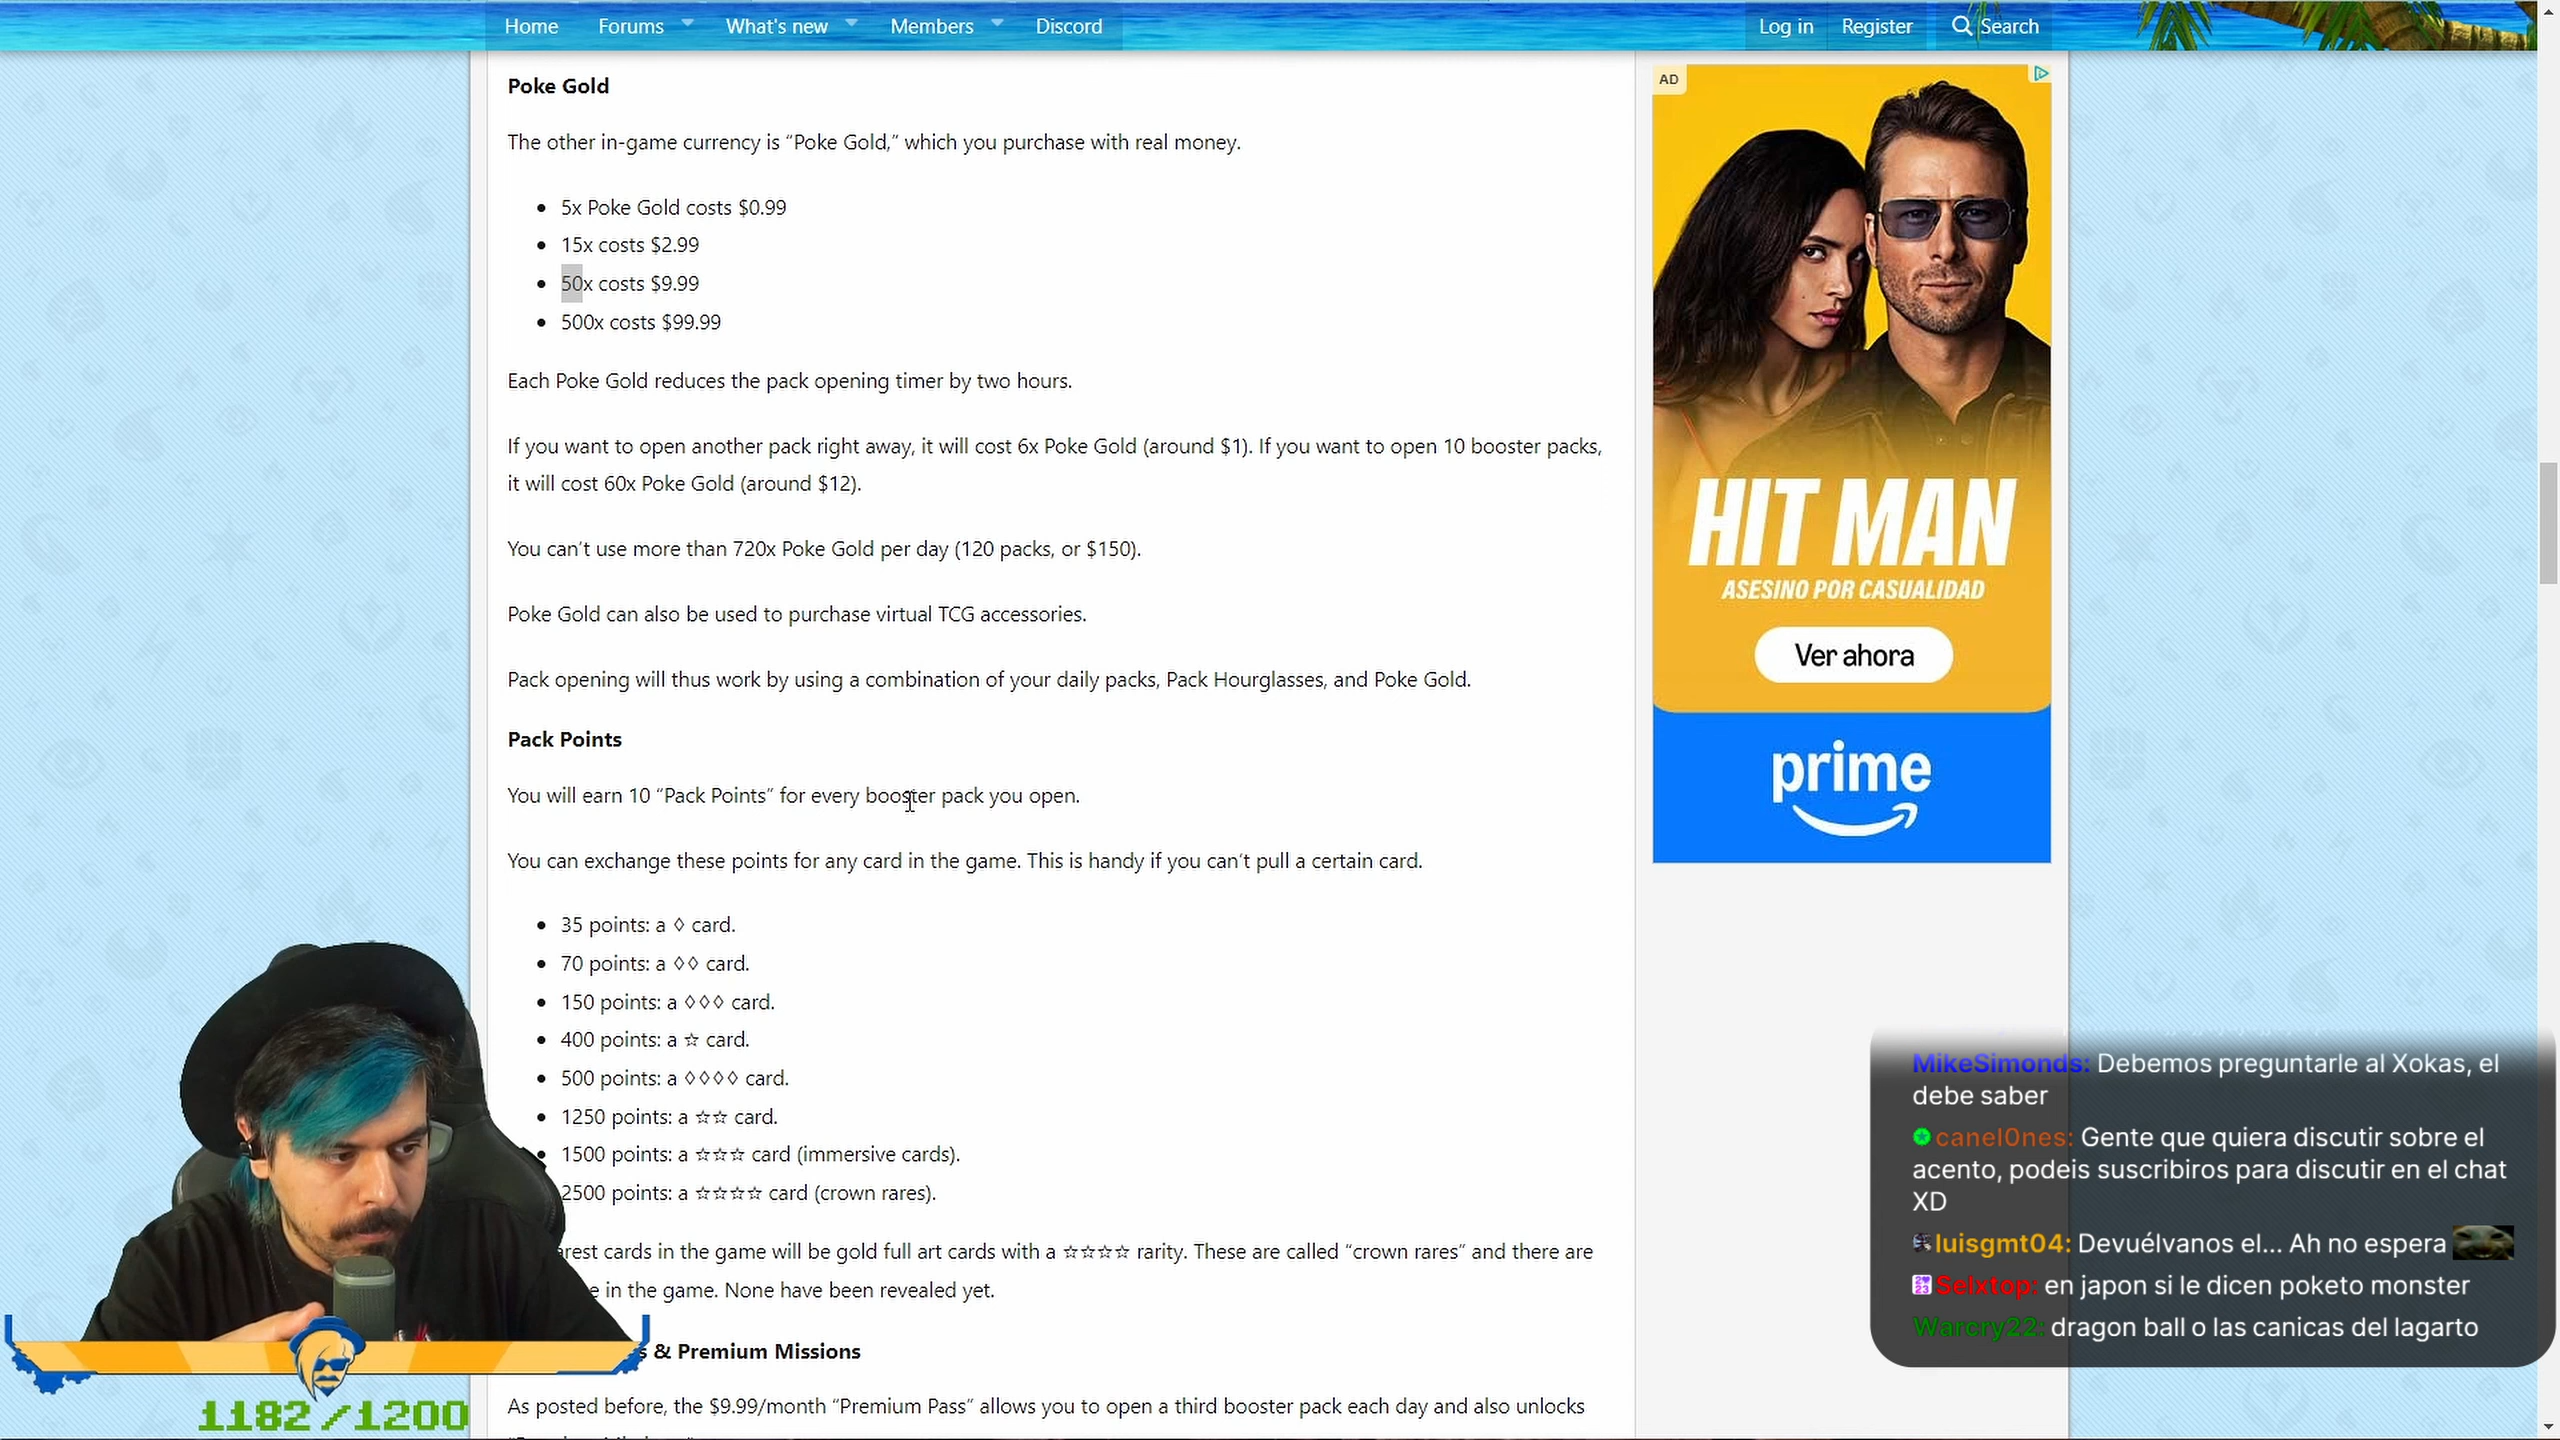 Home Forums What's new Members Discord Log in Register Search
Poke Gold
The other in-game currency is “Poke Gold,” which you purchase with real money.
• 5x Poke Gold costs $0.99
• 15x costs $2.99
• 50x costs $9.99
• 500x costs $99.99
Each Poke Gold reduces the pack opening timer by two hours.
If you want to open another pack right away, it will cost 6x Poke Gold (around $1). If you want to open 10 booster packs,
it will cost 60x Poke Gold (around $12).
You can’t use more than 720x Poke Gold per day (120 packs, or $150).
Poke Gold can also be used to purchase virtual TCG accessories.
Pack opening will thus work by using a combination of your daily packs, Pack Hourglasses, and Poke Gold.
Pack Points
You will earn 10 “Pack Points” for every booster pack you open.
You can exchange these points for any card in the game. This is handy if you can’t pull a certain card.
• 35 points: a ♢ card.
• 70 points: a ♢♢ card.
• 150 points: a ♢♢♢ card.
• 400 points: a ☆ card.
• 500 points: a ♢♢♢♢ card.
• 1250 points: a ☆☆ card.
• 1500 points: a ☆☆☆ card (immersive cards).
2500 points: a ☆☆☆☆ card (crown rares).
cards in the game will be gold full art cards with a ☆☆☆☆ rarity. These are called “crown rares” and there are
in the game. None have been revealed yet.
& Premium Missions
As posted before, the $9.99/month “Premium Pass” allows you to open a third booster pack each day and also unlocks
AD
HIT MAN
ASESINO POR CASUALIDAD
Ver ahora
prime
MikeSimonds: Debemos preguntarle al Xokas, el
debe saber
canel0nes: Gente que quiera discutir sobre el
acento, podeis suscribiros para discutir en el chat
XD
luisgmt04: Devuélvanos el... Ah no espera
Selxtop: en japon si le dicen poketo monster
Warcry22: dragon ball o las canicas del lagarto
1182/1200